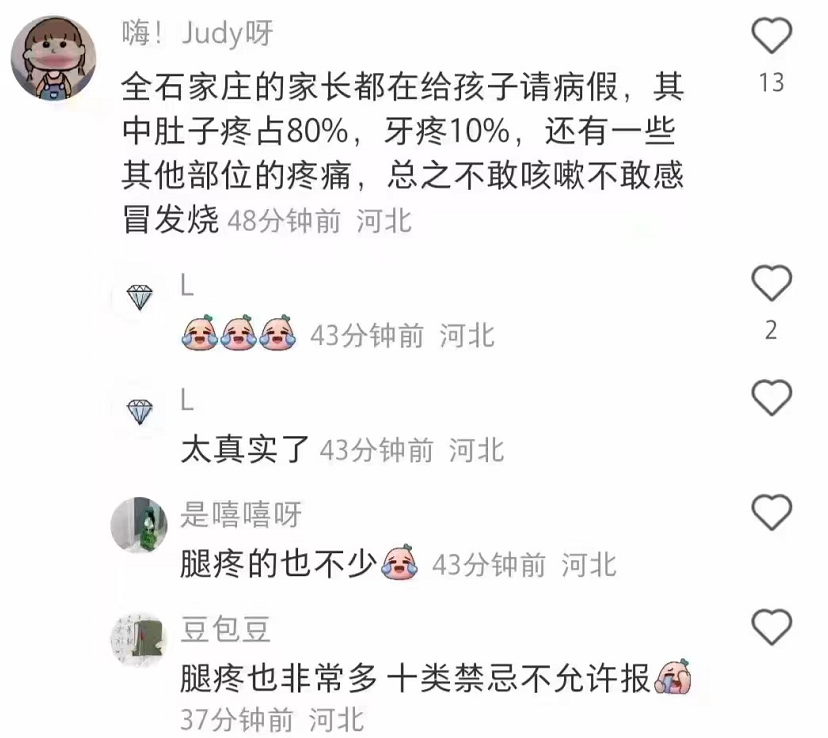 嗨！Judy呀
13
全石家庄的家长都在给孩子请病假，其
中肚子疼占80%，牙疼10%，还有一些
其他部位的疼痛，总之不敢咳嗽不敢感
冒发烧 48分钟前 河北
L
😂😂😂 43分钟前 河北
2
L
太真实了 43分钟前 河北
是嘻嘻呀
腿疼的也不少😂 43分钟前 河北
豆包豆
腿疼也非常多 十类禁忌不允许报😭
37分钟前 河北